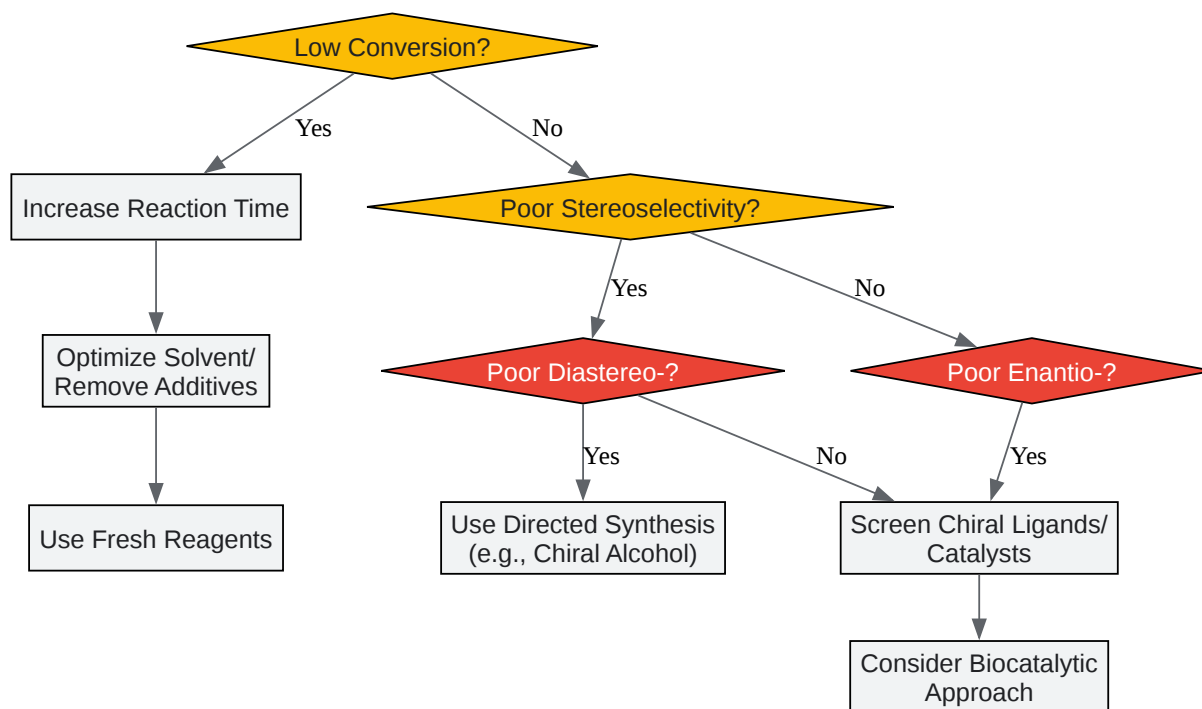 Low Conversion?
Yes
No
Increase Reaction Time
Poor Stereoselectivity?
Yes
No
Optimize Solvent/
Remove Additives
Poor Diastereo-?
Poor Enantio-?
Yes
No
Yes
Use Fresh Reagents
Use Directed Synthesis
(e.g., Chiral Alcohol)
Screen Chiral Ligands/
Catalysts
Consider Biocatalytic
Approach